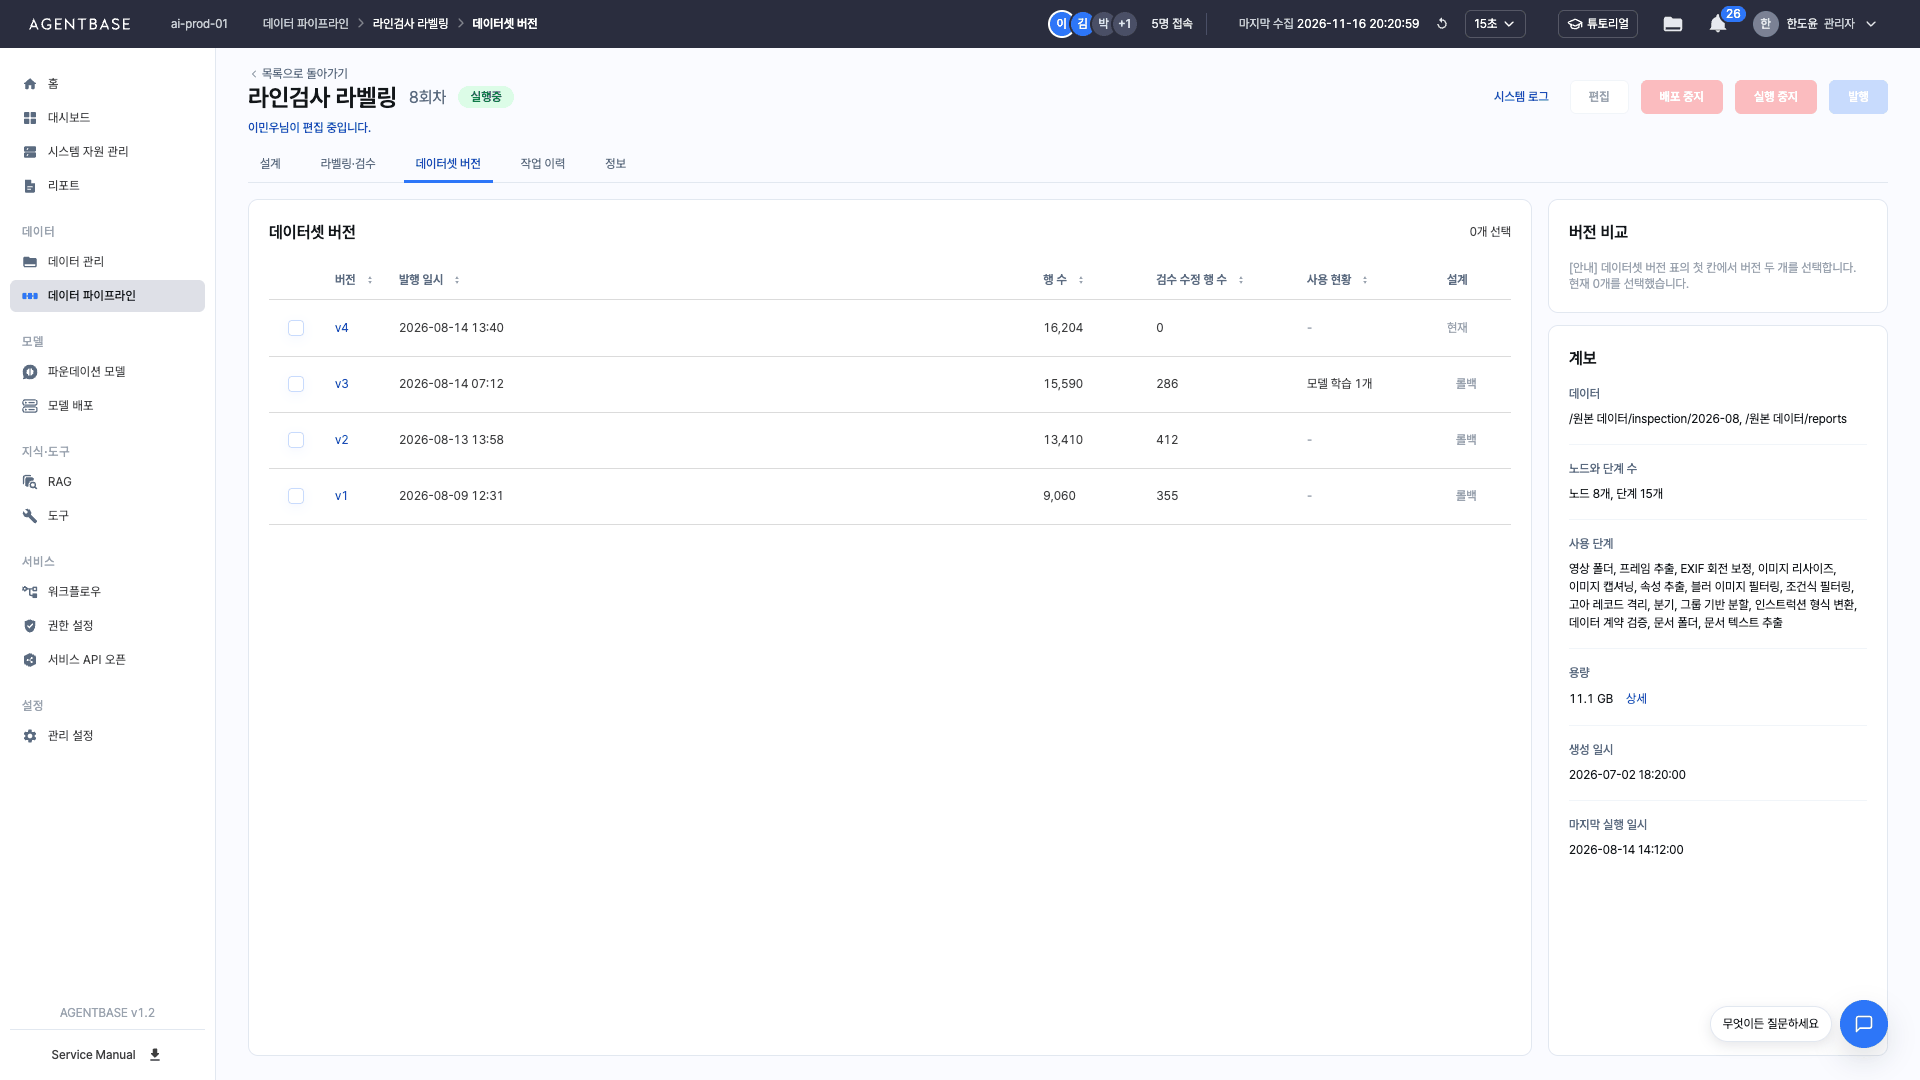 AGENTBASE
ai-prod-01
데이터 파이프라인 > 라인검사 라벨링 > 데이터셋 버전
이 김 박 +1 5명 접속
마지막 수집 2026-11-16 20:20:59
15초
튜토리얼
26
한 한도윤 관리자
홈
대시보드
시스템 자원 관리
리포트
데이터
데이터 관리
데이터 파이프라인
모델
파운데이션 모델
모델 배포
지식·도구
RAG
도구
서비스
워크플로우
권한 설정
서비스 API 오픈
설정
관리 설정
AGENTBASE v1.2
Service Manual
목록으로 돌아가기
라인검사 라벨링 8회차 실행중
이민우님이 편집 중입니다.
시스템 로그 편집 배포 중지 실행 중지 발행
설계 라벨링·검수 데이터셋 버전 작업 이력 정보
데이터셋 버전 0개 선택
버전 발행 일시 행 수 검수 수정 행 수 사용 현황 설계
v4 2026-08-14 13:40 16,204 0 - 현재
v3 2026-08-14 07:12 15,590 286 모델 학습 1개 롤백
v2 2026-08-13 13:58 13,410 412 - 롤백
v1 2026-08-09 12:31 9,060 355 - 롤백
버전 비교
[안내] 데이터셋 버전 표의 첫 칸에서 버전 두 개를 선택합니다.
현재 0개를 선택했습니다.
계보
데이터
/원본 데이터/inspection/2026-08, /원본 데이터/reports
노드와 단계 수
노드 8개, 단계 15개
사용 단계
영상 폴더, 프레임 추출, EXIF 회전 보정, 이미지 리사이즈,
이미지 캡셔닝, 속성 추출, 블러 이미지 필터링, 조건식 필터링,
고아 레코드 격리, 분기, 그룹 기반 분할, 인스트럭션 형식 변환,
데이터 계약 검증, 문서 폴더, 문서 텍스트 추출
용량
11.1 GB 상세
생성 일시
2026-07-02 18:20:00
마지막 실행 일시
2026-08-14 14:12:00
무엇이든 질문하세요